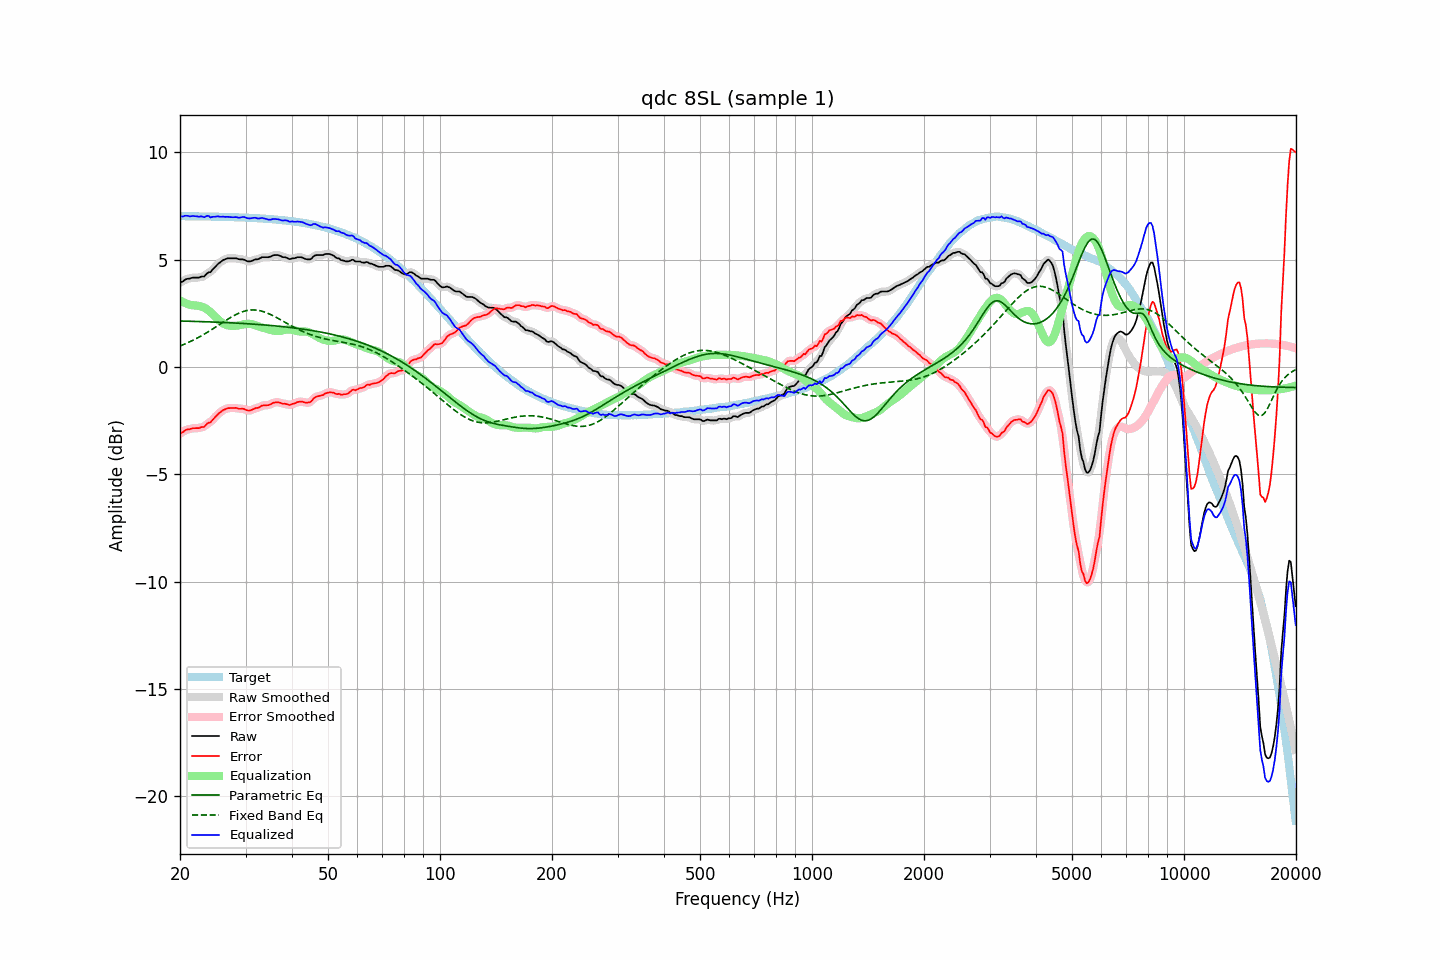 qdc 8SL (sample 1)
10
5
0
−5
−10
−15
−20
Amplitude (dBr)
Target
Raw Smoothed
Error Smoothed
Raw
Error
Equalization
Parametric Eq
Fixed Band Eq
Equalized
20
50
100
200
500
1000
2000
5000
10000
20000
Frequency (Hz)